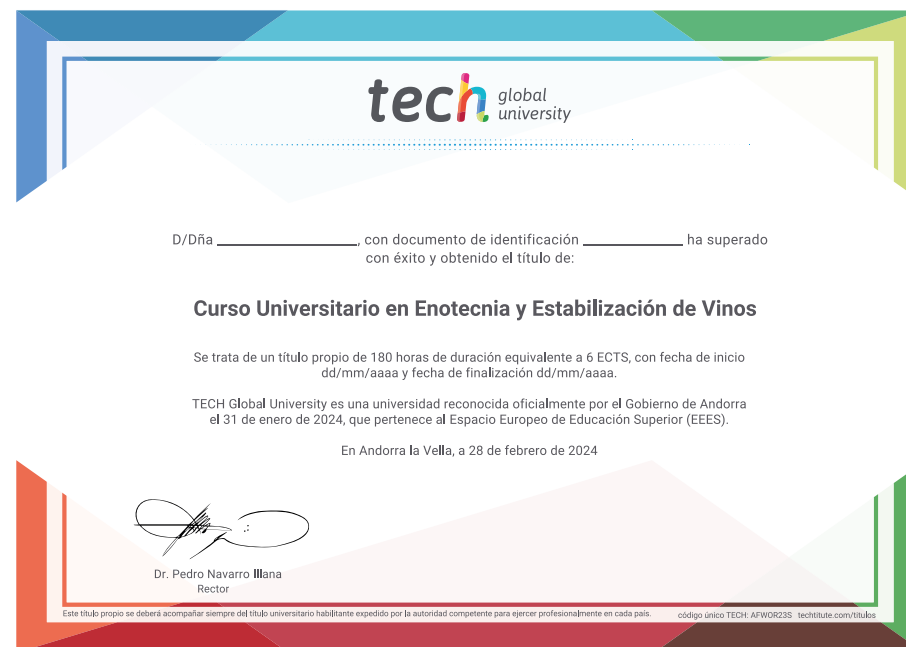 tech global university
D/Dña ____________________, con documento de identificación ______________ ha superado
con éxito y obtenido el título de:
Curso Universitario en Enotecnia y Estabilización de Vinos
Se trata de un título propio de 180 horas de duración equivalente a 6 ECTS, con fecha de inicio
dd/mm/aaaa y fecha de finalización dd/mm/aaaa.
TECH Global University es una universidad reconocida oficialmente por el Gobierno de Andorra
el 31 de enero de 2024, que pertenece al Espacio Europeo de Educación Superior (EEES).
En Andorra la Vella, a 28 de febrero de 2024
Dr. Pedro Navarro Illana
Rector
Este título propio se deberá acompañar siempre del título universitario habilitante expedido por la autoridad competente para ejercer profesionalmente en cada país.
código único TECH: AFWOR23S techtitute.com/titulos